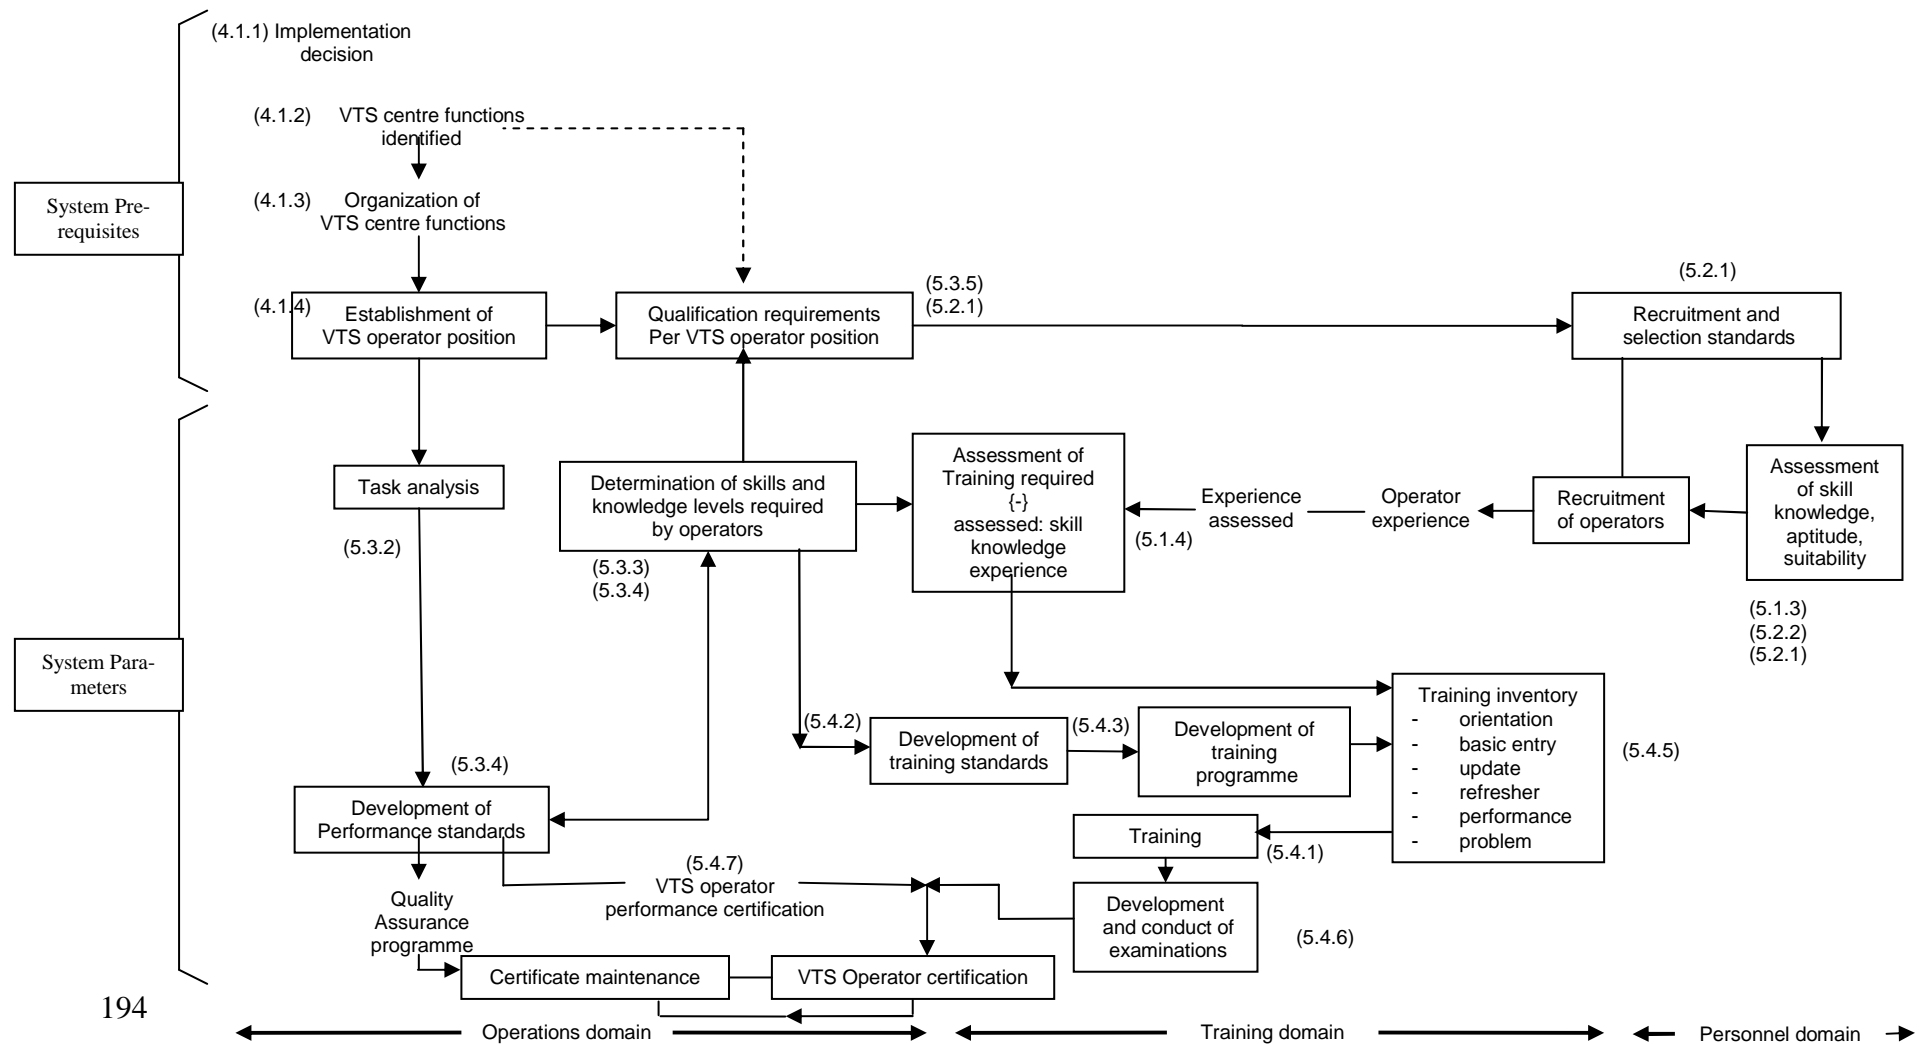 (4.1.1) Implementation
decision
(4.1.2) VTS centre functions
identified
(4.1.3) Organization of
VTS centre functions
System Pre-
requisites
(4.1.4) Establishment of
VTS operator position
Qualification requirements
Per VTS operator position
(5.3.5)
(5.2.1)
(5.2.1)
Recruitment and
selection standards
Task analysis
(5.3.2)
Determination of skills and
knowledge levels required
by operators
(5.3.3)
(5.3.4)
Assessment of
Training required
{-}
assessed: skill
knowledge
experience
Experience
assessed
(5.1.4)
Operator
experience
Recruitment
of operators
Assessment
of skill
knowledge,
aptitude,
suitability
(5.1.3)
(5.2.2)
(5.2.1)
System Para-
meters
(5.4.2)
Development of
training standards
(5.4.3)
Development of
training
programme
Training inventory
- orientation
- basic entry
- update
- refresher
- performance
- problem
(5.4.5)
(5.3.4)
Development of
Performance standards
Training
(5.4.1)
(5.4.7)
VTS operator
performance certification
Quality
Assurance
programme
Development
and conduct of
examinations
(5.4.6)
Certificate maintenance
VTS Operator certification
194
Operations domain
Training domain
Personnel domain